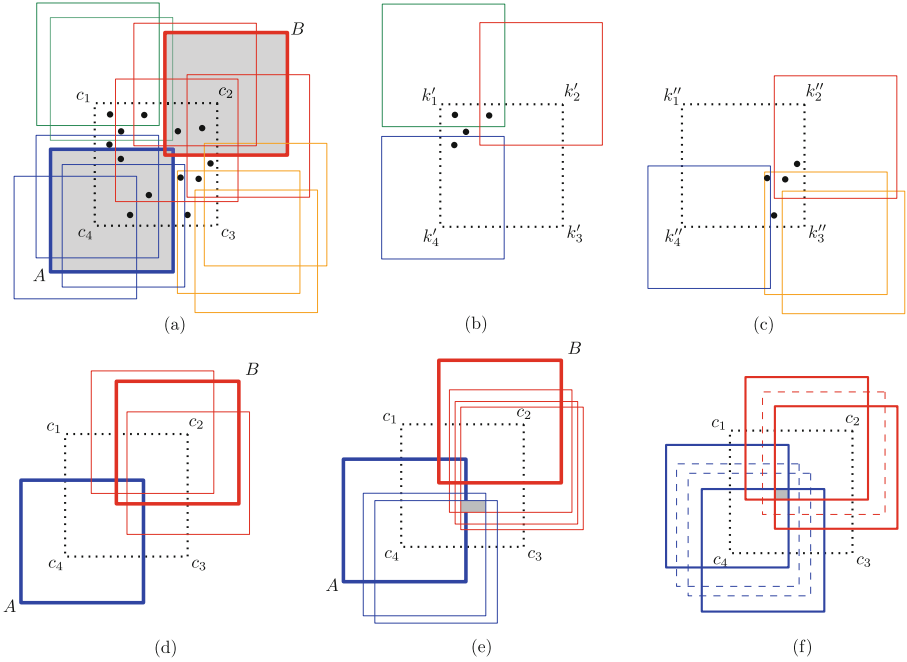 B
c₁ c₂
c₄ c₃
A
(a)
k′₁ k′₂
k′₄ k′₃
(b)
k″₁ k″₂
k″₄ k″₃
(c)
B
c₁ c₂
c₄ c₃
A
(d)
B
c₁ c₂
c₄ c₃
A
(e)
c₁ c₂
c₄ c₃
(f)